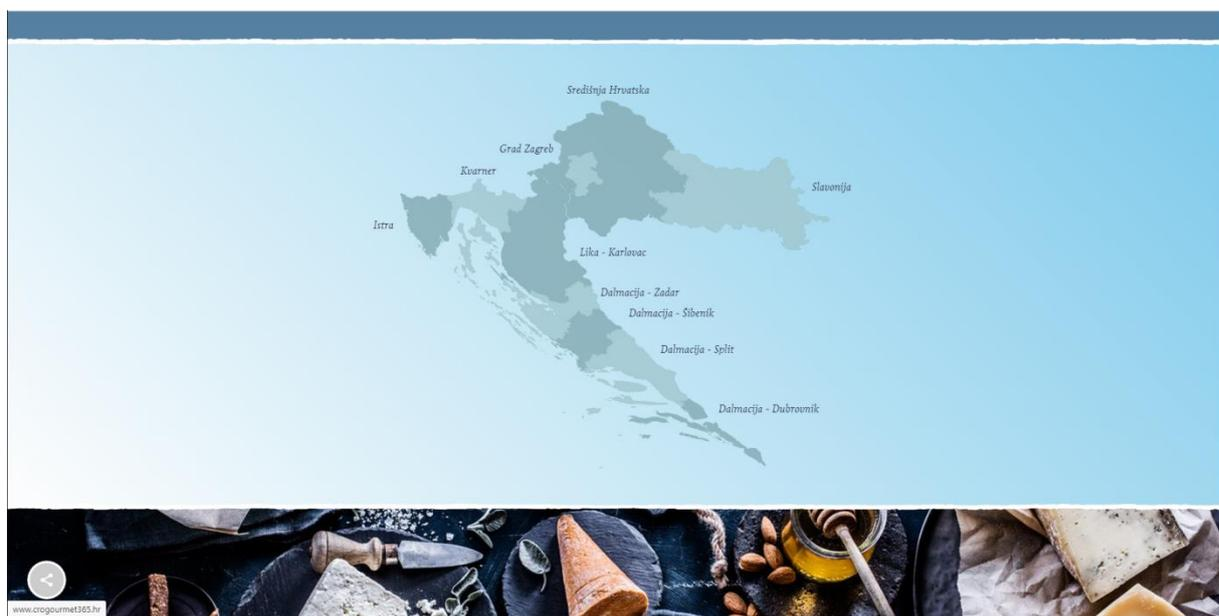 Središnja Hrvatska
Grad Zagreb
Kvarner
Slavonija
Istra
Lika - Karlovac
Dalmacija - Zadar
Dalmacija - Šibenik
Dalmacija - Split
Dalmacija - Dubrovnik
www.crogourmet365.hr